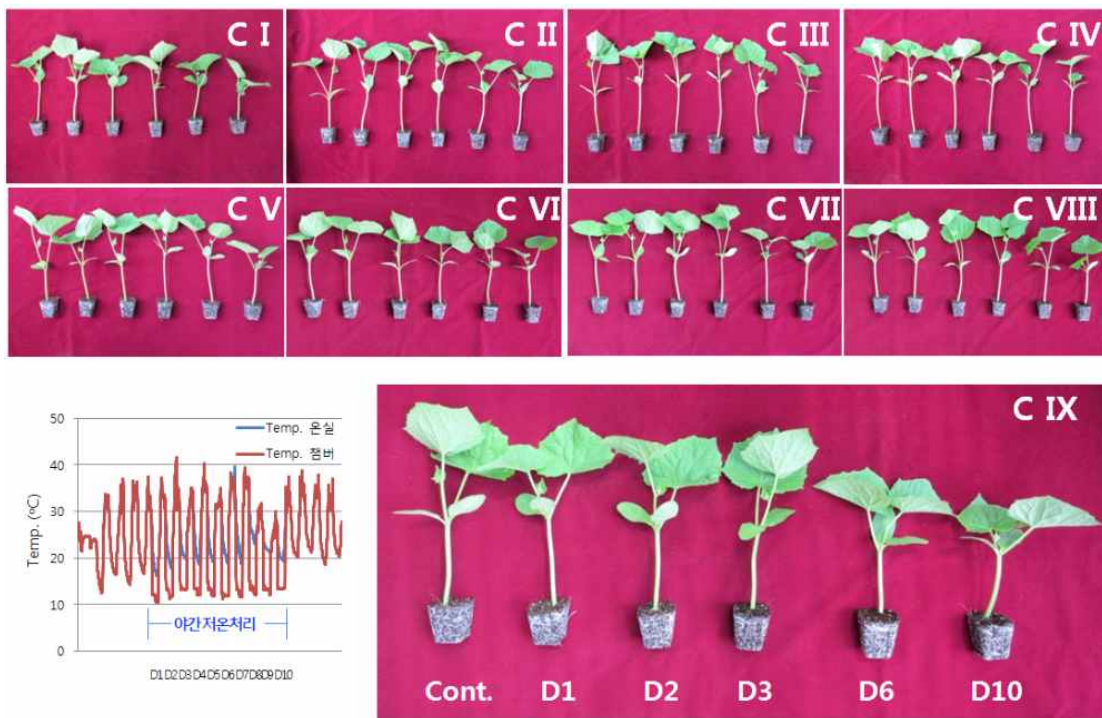 C I
C II
C III
C IV
C V
C VI
C VII
C VIII
50
40
30
20
10
0
Temp. (ºC)
Temp. 온실
Temp. 챔버
야간 저온처리
D1 D2 D3 D4 D5 D6 D7 D8 D9 D10
C IX
Cont. D1 D2 D3 D6 D10